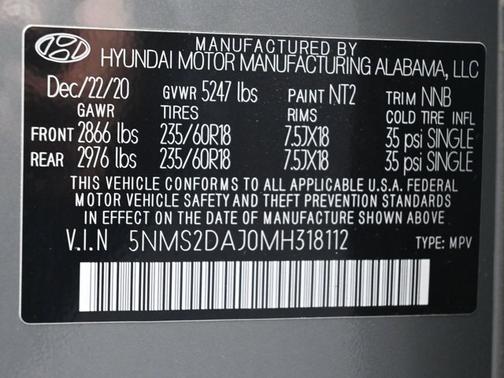 MANUFACTURED BY
HYUNDAI MOTOR MANUFACTURING ALABAMA, LLC
Dec/22/20 GVWR 5247 lbs PAINT NT2 TRIM NNB
GAWR TIRES RIMS COLD TIRE INFL
FRONT 2866 lbs 235/60R18 7.5JX18 35 psi SINGLE
REAR 2976 lbs 235/60R18 7.5JX18 35 psi SINGLE
THIS VEHICLE CONFORMS TO ALL APPLICABLE U.S.A. FEDERAL
MOTOR VEHICLE SAFETY AND THEFT PREVENTION STANDARDS
IN EFFECT ON THE DATE OF MANUFACTURE SHOWN ABOVE
V.I.N 5NMS2DAJ0MH318112 TYPE: MPV